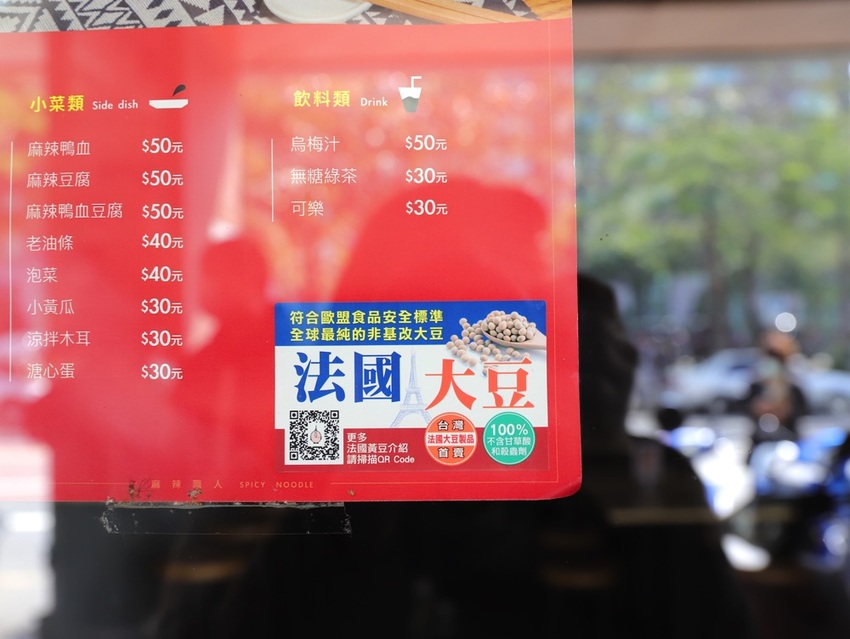 小菜類 Side dish
麻辣鴨血 $50元
麻辣豆腐 $50元
麻辣鴨血豆腐 $50元
老油條 $40元
泡菜 $40元
小黃瓜 $30元
涼拌木耳 $30元
溏心蛋 $30元
飲料類 Drink
烏梅汁 $50元
無糖綠茶 $30元
可樂 $30元
符合歐盟食品安全標準
全球最純的非基改大豆
法國大豆
更多
法國黃豆介紹
請掃描QR Code
台灣
法國大豆製品
首賣
100%
不含甘草酸
和殺蟲劑
麻辣職人 SPICY NOODLE